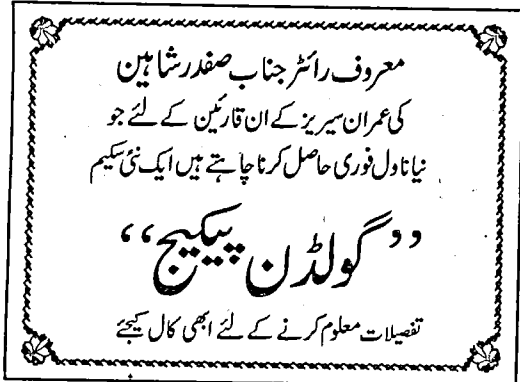 معروف رائٹر جناب صفدر شاہین
کی عمران سیریز کے ان قارئین کے لئے جو
نیا ناول فوری حاصل کرنا چاہتے ہیں ایک نئی سکیم
”گولڈن پیکیج“
تفصیلات معلوم کرنے کے لئے ابھی کال کیجئے